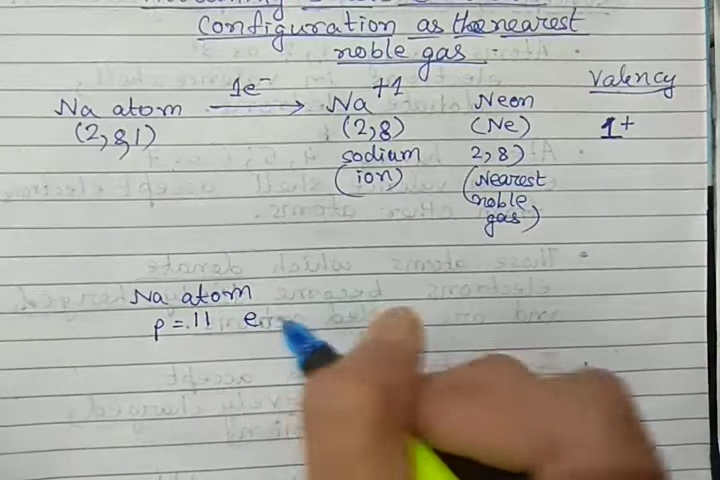 Configuration as the nearest
noble gas.
Valency
Na atom 1e⁻ → Na⁺¹ Neon
(2,8,1) (2,8) (Ne) 1+
sodium 2,8)
(ion) (Nearest
noble
gas)
Na atom
p = 11 e